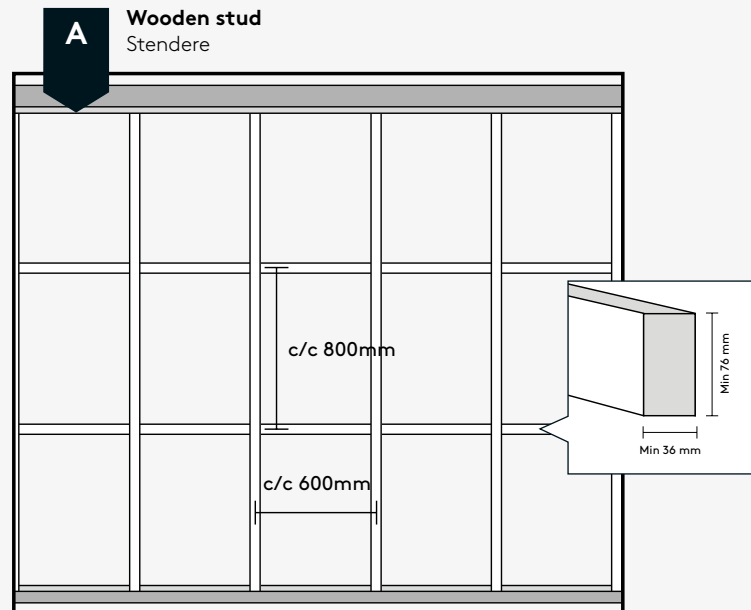 A
Wooden stud
Stendere
c/c 800mm
Min 76 mm
Min 36 mm
c/c 600mm